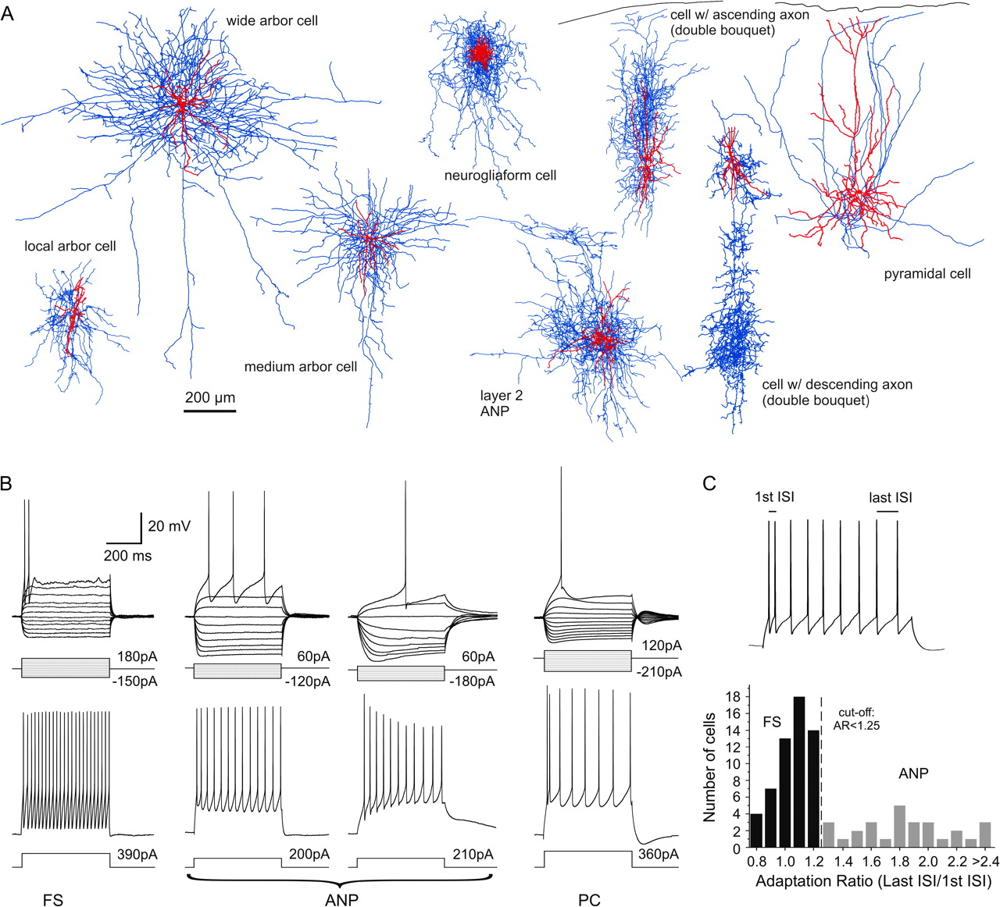 A
wide arbor cell
cell w/ ascending axon
(double bouquet)
neurogliaform cell
local arbor cell
pyramidal cell
medium arbor cell
layer 2
ANP
cell w/ descending axon
(double bouquet)
200 µm
B
20 mV
200 ms
180pA
-150pA
60pA
-120pA
60pA
-180pA
120pA
-210pA
390pA
200pA
210pA
360pA
FS
ANP
PC
C
1st ISI
last ISI
Number of cells
18
16
14
12
10
8
6
4
2
0
FS
cut-off:
AR<1.25
ANP
0.8 1.0 1.2 1.4 1.6 1.8 2.0 2.2 >2.4
Adaptation Ratio (Last ISI/1st ISI)